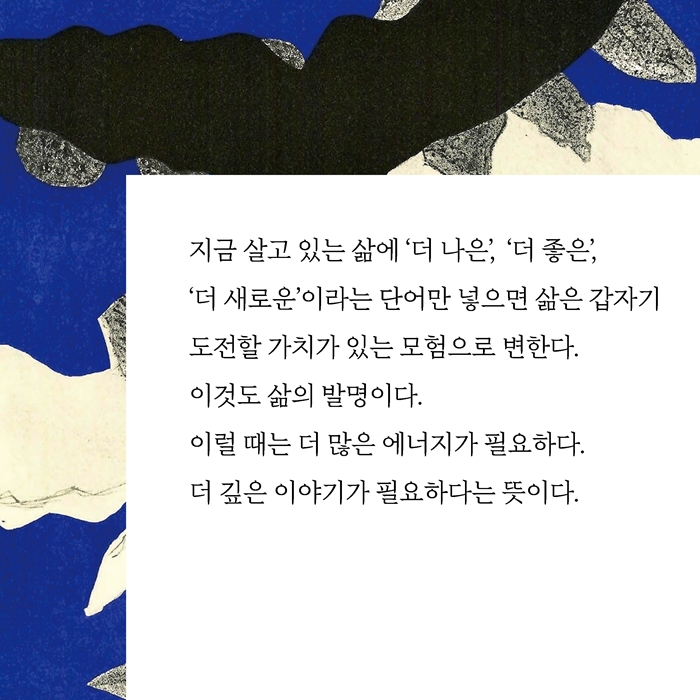 지금 살고 있는 삶에 ‘더 나은’, ‘더 좋은’,
‘더 새로운’이라는 단어만 넣으면 삶은 갑자기
도전할 가치가 있는 모험으로 변한다.
이것도 삶의 발명이다.
이럴 때는 더 많은 에너지가 필요하다.
더 깊은 이야기가 필요하다는 뜻이다.